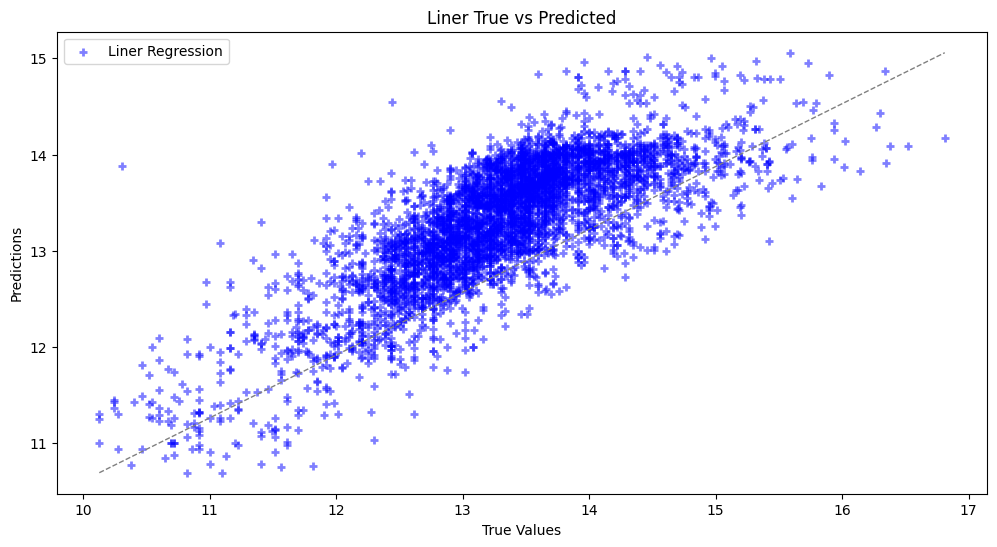 Liner True vs Predicted
Liner Regression
Predictions
15
14
13
12
11
10 11 12 13 14 15 16 17
True Values